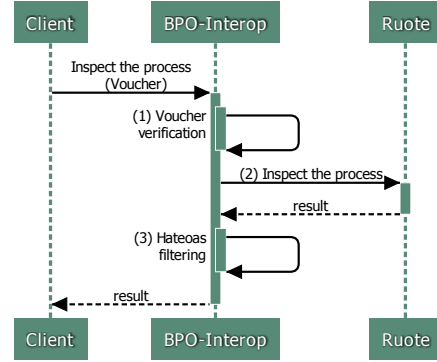 Client
BPO-Interop
Ruote
Inspect the process
(Voucher)
(1) Voucher
verification
(2) Inspect the process
result
(3) Hateoas
filtering
result
Client
BPO-Interop
Ruote